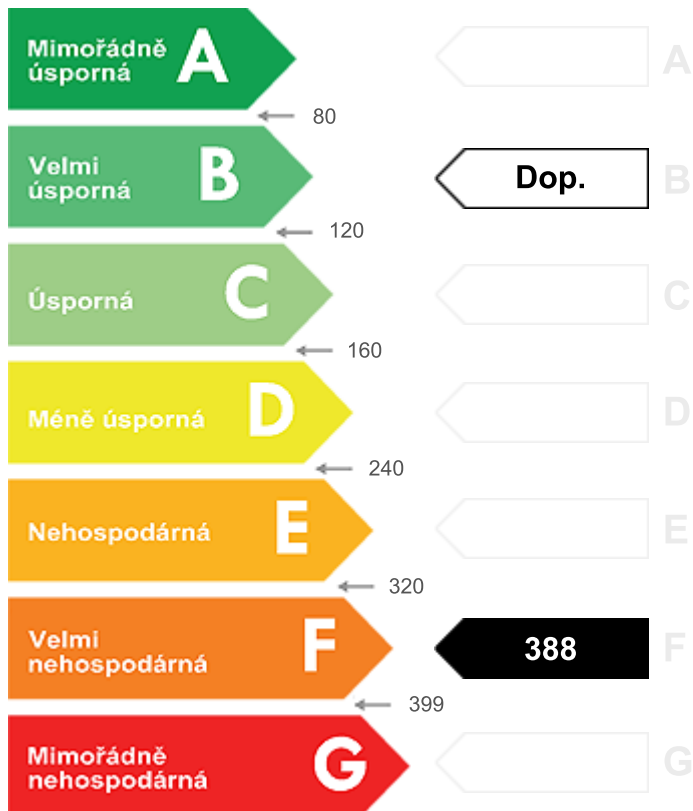 Mimořádně
úsporná
A
A
80
Velmi
úsporná
B
Dop.
B
120
Úsporná
C
C
160
Méně úsporná
D
D
240
Nehospodárná
E
E
320
Velmi
nehospodárná
F
388
F
399
Mimořádně
nehospodárná
G
G